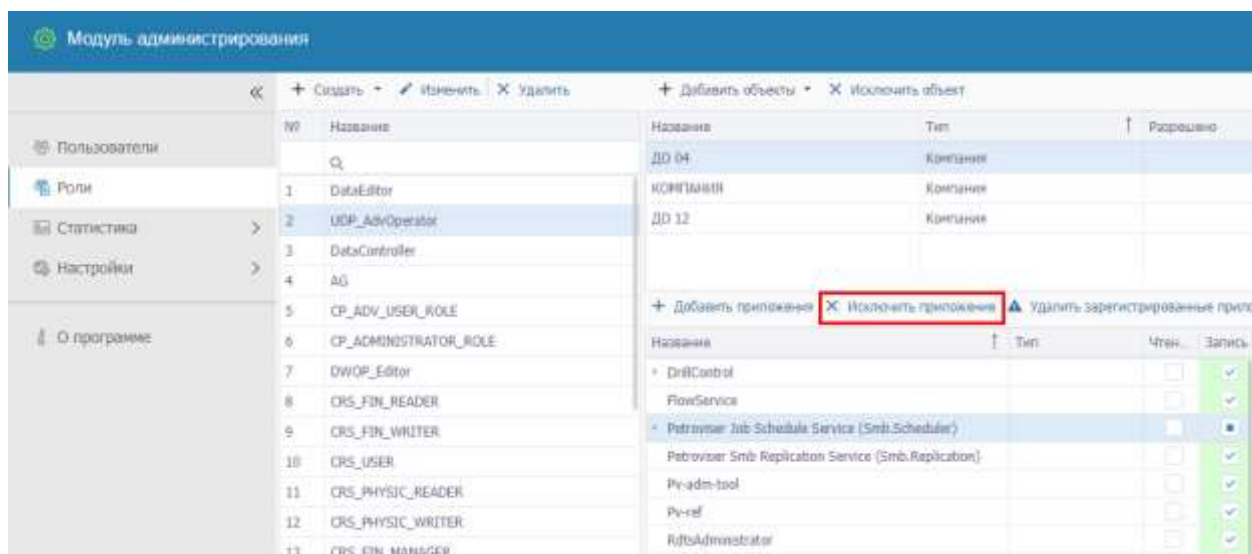 Модуль администрирования
«
Пользователи
Роли
Статистика >
Настройки >
О программе
+ Создать Изменить X Удалить
№ Название
1 DataEditor
2 UDP_AdvOperator
3 DataController
4 AG
5 CP_ADV_USER_ROLE
6 CP_ADMINISTRATOR_ROLE
7 DWOP_Editor
8 CRS_FIN_READER
9 CRS_FIN_WRITER
10 CRS_USER
11 CRS_PHYSIC_READER
12 CRS_PHYSIC_WRITER
13 CRS_FIN_MANAGER
+ Добавить объекты X Исключить объект
Название Тип ↑ Разрешено
ДО 04 Компания
КОМПАНИЯ Компания
ДО 12 Компания
+ Добавить приложения X Исключить приложение Удалить зарегистрированные прило
Название ↑ Тип Чтен... Запись
DrillControl
FlowService
Petroviser Job Schedule Service (Smb.Scheduler)
Petroviser Smb Replication Service (Smb.Replication)
Pv-adm-tool
Pv-ref
RdtsAdministrator